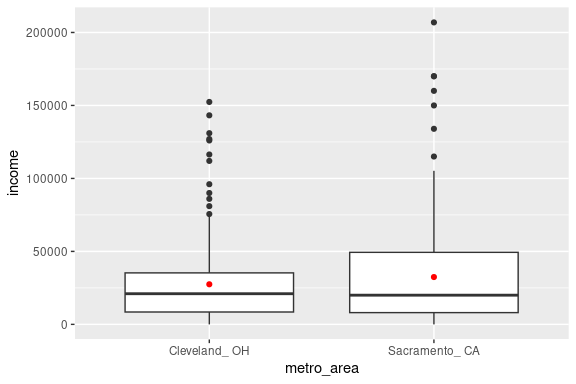 200000
150000
100000
50000
0
income
Cleveland_ OH
Sacramento_ CA
metro_area